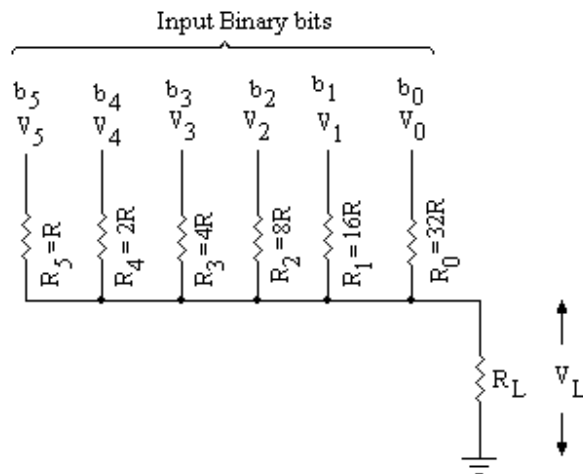 Input Binary bits
b5 b4 b3 b2 b1 b0
V5 V4 V3 V2 V1 V0
R5 = R
R4 = 2R
R3 = 4R
R2 = 8R
R1 = 16R
R0 = 32R
RL
VL